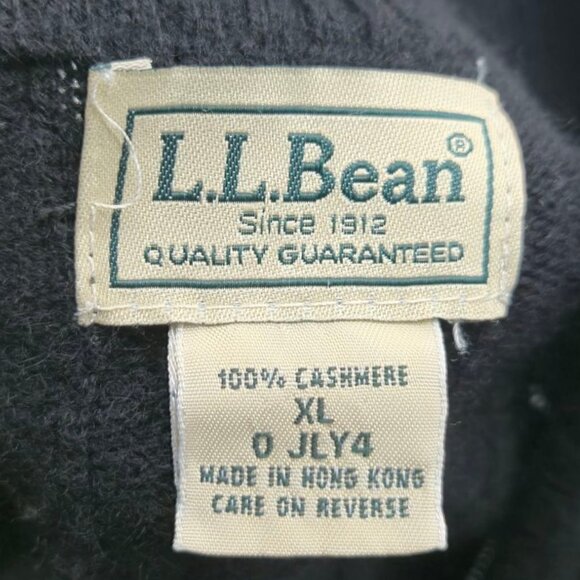 L.L.Bean®
Since 1912
QUALITY GUARANTEED
100% CASHMERE
XL
0 JLY4
MADE IN HONG KONG
CARE ON REVERSE